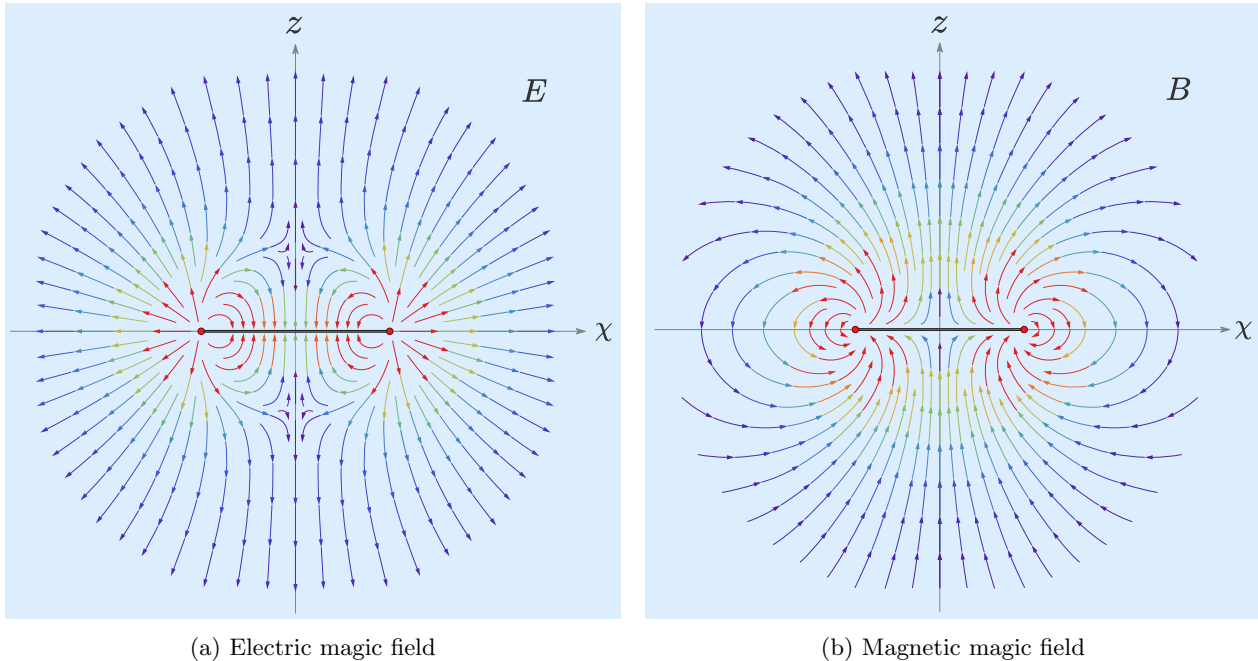 z
E
χ
(a) Electric magic field
z
B
χ
(b) Magnetic magic field